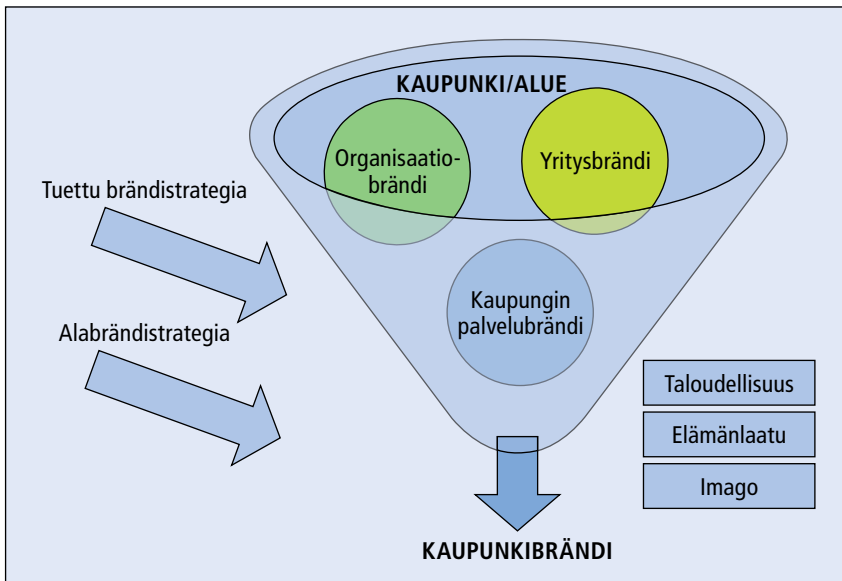 KAUPUNKI/ALUE
Organisaatio-
brändi
Yritysbrändi
Tuettu brändistrategia
Kaupungin
palvelubrändi
Alabrändistrategia
Taloudellisuus
Elämänlaatu
Imago
KAUPUNKIBRÄNDI